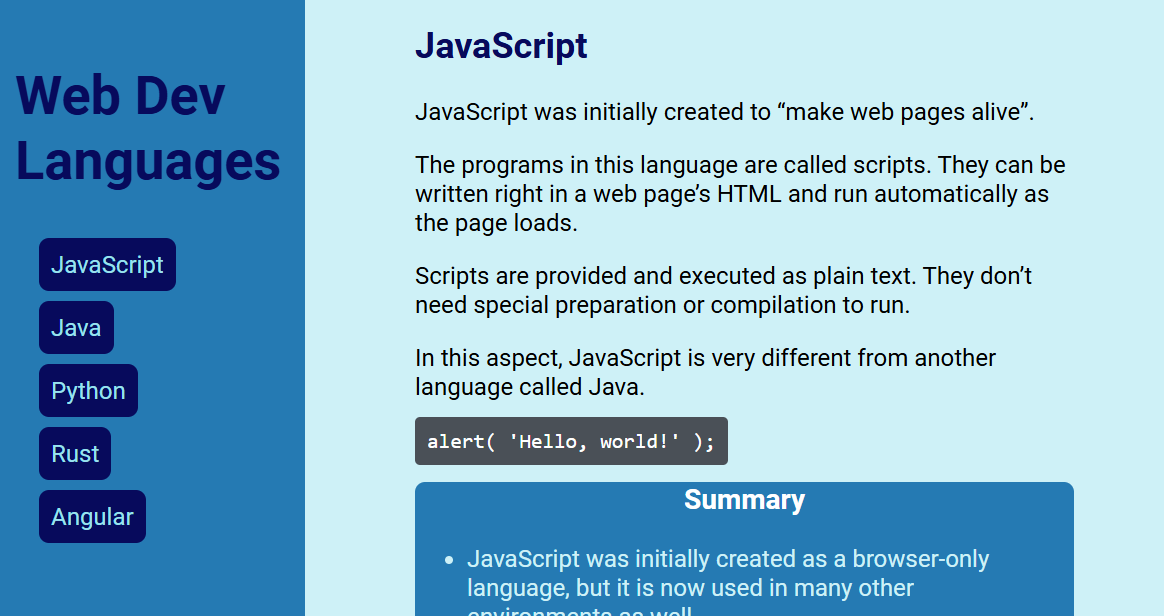 Web Dev
Languages
JavaScript
Java
Python
Rust
Angular
JavaScript
JavaScript was initially created to “make web pages alive”.
The programs in this language are called scripts. They can be
written right in a web page’s HTML and run automatically as
the page loads.
Scripts are provided and executed as plain text. They don’t
need special preparation or compilation to run.
In this aspect, JavaScript is very different from another
language called Java.
alert( 'Hello, world!' );
Summary
• JavaScript was initially created as a browser-only
language, but it is now used in many other
environments as well